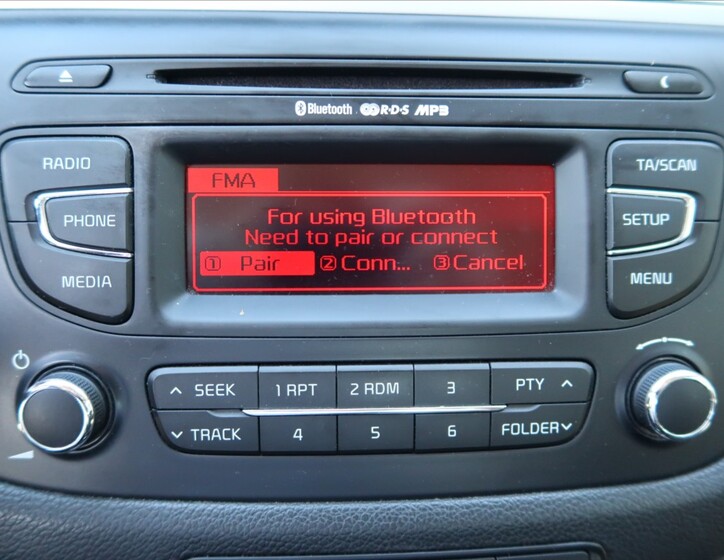 Bluetooth R·D·S MP3
RADIO
PHONE
MEDIA
FMA
For using Bluetooth
Need to pair or connect
1 Pair 2 Conn... 3 Cancel
TA/SCAN
SETUP
MENU
SEEK 1 RPT 2 RDM 3 PTY
TRACK 4 5 6 FOLDER